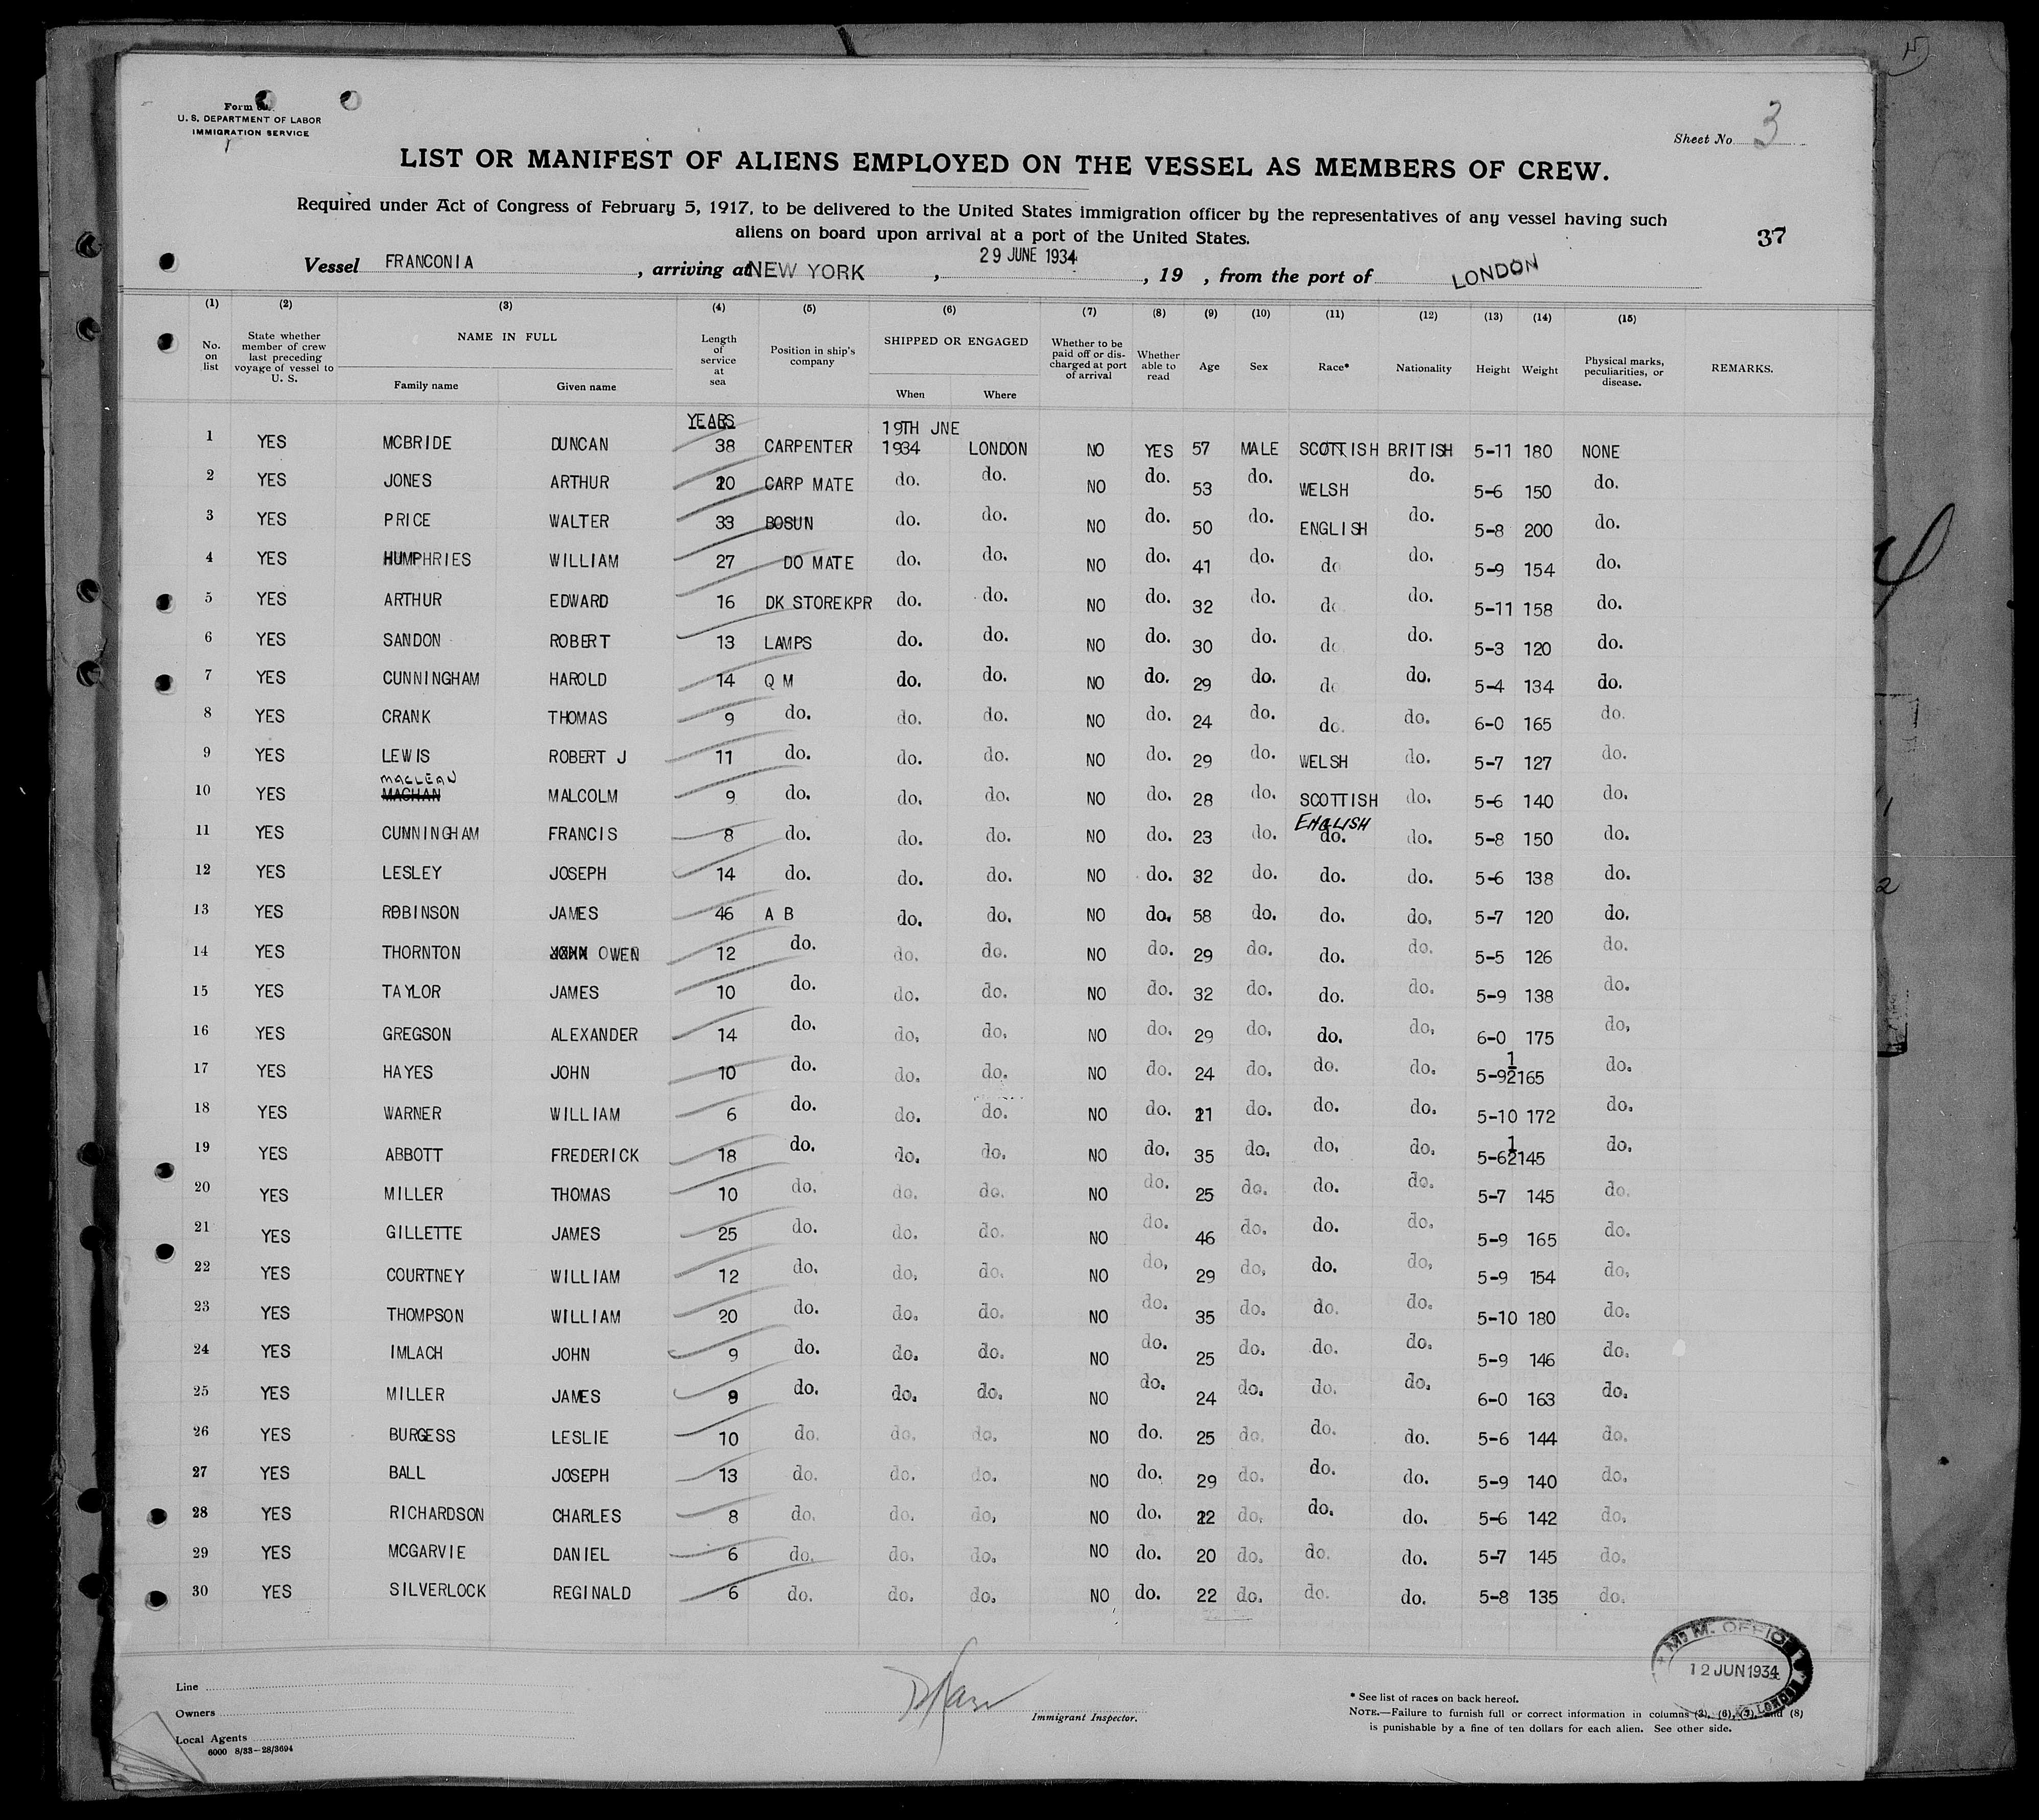 Form
U. S. DEPARTMENT OF LABOR
IMMIGRATION SERVICE
Sheet No. 3
LIST OR MANIFEST OF ALIENS EMPLOYED ON THE VESSEL AS MEMBERS OF CREW.
Required under Act of Congress of February 5, 1917, to be delivered to the United States immigration officer by the representatives of any vessel having such
aliens on board upon arrival at a port of the United States.
37
Vessel FRANCONIA, arriving at NEW YORK, 29 JUNE 1934, 19 , from the port of LONDON
(1) (2) (3) (4) (5) (6) (7) (8) (9) (10) (11) (12) (13) (14) (15)
No. on list State whether member of crew last preceding voyage of vessel to U. S. NAME IN FULL Family name Given name Length of service at sea Position in ship's company SHIPPED OR ENGAGED When Where Whether to be paid off or discharged at port of arrival Whether able to read Age Sex Race* Nationality Height Weight Physical marks, peculiarities, or disease. REMARKS.
YEARS 19TH JNE
1 YES MCBRIDE DUNCAN 38 CARPENTER 1934 LONDON NO YES 57 MALE SCOTTISH BRITISH 5-11 180 NONE
2 YES JONES ARTHUR 20 CARP MATE do. do. NO do. 53 do. WELSH do. 5-6 150 do.
3 YES PRICE WALTER 33 BOSUN do. do. NO do. 50 do. ENGLISH do. 5-8 200 do.
4 YES HUMPHRIES WILLIAM 27 DO MATE do. do. NO do. 41 do. do do. 5-9 154 do.
5 YES ARTHUR EDWARD 16 DK STOREKPR do. do. NO do. 32 do. do. do. 5-11 158 do.
6 YES SANDON ROBERT 13 LAMPS do. do. NO do. 30 do. do. do. 5-3 120 do.
7 YES CUNNINGHAM HAROLD 14 Q M do. do. NO do. 29 do. do do. 5-4 134 do.
8 YES CRANK THOMAS 9 do. do. do. NO do. 24 do. do. do. 6-0 165 do.
9 YES LEWIS ROBERT J 11 do. do. do. NO do. 29 do. WELSH do. 5-7 127 do.
MACLEAN
10 YES MACHAN MALCOLM 9 do. do. do. NO do. 28 do. SCOTTISH do. 5-6 140 do.
ENGLISH
11 YES CUNNINGHAM FRANCIS 8 do. do. do. NO do. 23 do. do. do. 5-8 150 do.
12 YES LESLEY JOSEPH 14 do. do. do. NO do. 32 do. do. do. 5-6 138 do.
13 YES ROBINSON JAMES 46 A B do. do. NO do. 58 do. do. do. 5-7 120 do.
14 YES THORNTON JOHN OWEN 12 do. do. do. NO do. 29 do. do. do. 5-5 126 do.
15 YES TAYLOR JAMES 10 do. do. do. NO do. 32 do. do. do. 5-9 138 do.
16 YES GREGSON ALEXANDER 14 do. do. do. NO do. 29 do. do. do. 6-0 175 do.
17 YES HAYES JOHN 10 do. do. do. NO do. 24 do. do. do. 5-9½ 165 do.
18 YES WARNER WILLIAM 6 do. do. do. NO do. 21 do. do. do. 5-10 172 do.
19 YES ABBOTT FREDERICK 18 do. do. do. NO do. 35 do. do. do. 5-6½ 145 do.
20 YES MILLER THOMAS 10 do. do. do. NO do. 25 do. do. do. 5-7 145 do.
21 YES GILLETTE JAMES 25 do. do. do. NO do. 46 do. do. do. 5-9 165 do.
22 YES COURTNEY WILLIAM 12 do. do. do. NO do. 29 do. do. do. 5-9 154 do.
23 YES THOMPSON WILLIAM 20 do. do. do. NO do. 35 do. do. do. 5-10 180 do.
24 YES IMLACH JOHN 9 do. do. do. NO do. 25 do. do. do. 5-9 146 do.
25 YES MILLER JAMES 9 do. do. do. NO do. 24 do. do. do. 6-0 163 do.
26 YES BURGESS LESLIE 10 do. do. do. NO do. 25 do. do. do. 5-6 144 do.
27 YES BALL JOSEPH 13 do. do. do. NO do. 29 do. do. do. 5-9 140 do.
28 YES RICHARDSON CHARLES 8 do. do. do. NO do. 22 do. do. do. 5-6 142 do.
29 YES MCGARVIE DANIEL 6 do. do. do. NO do. 20 do. do. do. 5-7 145 do.
30 YES SILVERLOCK REGINALD 6 do. do. do. NO do. 22 do. do. do. 5-8 135 do.
Line
Owners
Local Agents
6000 8/33-28/3694
Immigrant Inspector.
M. M. OFFICE
12 JUN 1934
LONDON
* See list of races on back hereof.
NOTE.—Failure to furnish full or correct information in columns (3), (6), (7), and (8)
is punishable by a fine of ten dollars for each alien. See other side.